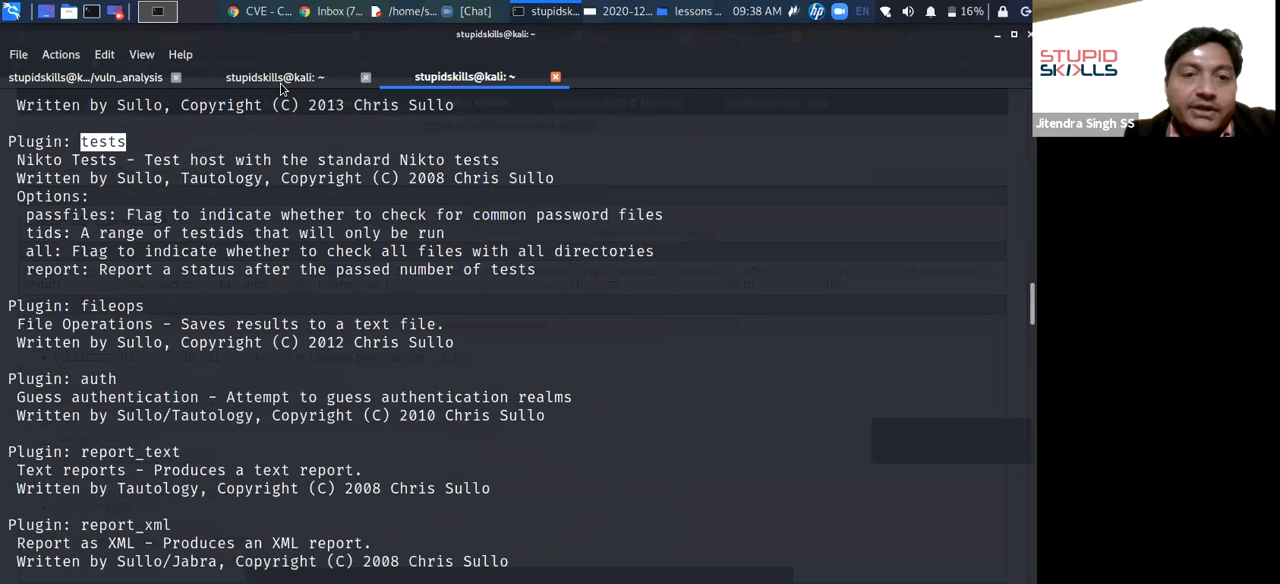 CVE - C...
Inbox (7...
/home/s...
[Chat]
stupidsk...
2020-12...
lessons ...
09:38 AM
EN
16%
stupidskills@kali: ~
File Actions Edit View Help
stupidskills@k.../vuln_analysis
stupidskills@kali: ~
stupidskills@kali: ~
Written by Sullo, Copyright (C) 2013 Chris Sullo
Plugin: tests
Nikto Tests - Test host with the standard Nikto tests
Written by Sullo, Tautology, Copyright (C) 2008 Chris Sullo
Options:
passfiles: Flag to indicate whether to check for common password files
tids: A range of testids that will only be run
all: Flag to indicate whether to check all files with all directories
report: Report a status after the passed number of tests
Plugin: fileops
File Operations - Saves results to a text file.
Written by Sullo, Copyright (C) 2012 Chris Sullo
Plugin: auth
Guess authentication - Attempt to guess authentication realms
Written by Sullo/Tautology, Copyright (C) 2010 Chris Sullo
Plugin: report_text
Text reports - Produces a text report.
Written by Tautology, Copyright (C) 2008 Chris Sullo
Plugin: report_xml
Report as XML - Produces an XML report.
Written by Sullo/Jabra, Copyright (C) 2008 Chris Sullo
STUPID
SKILLS
Jitendra Singh SS